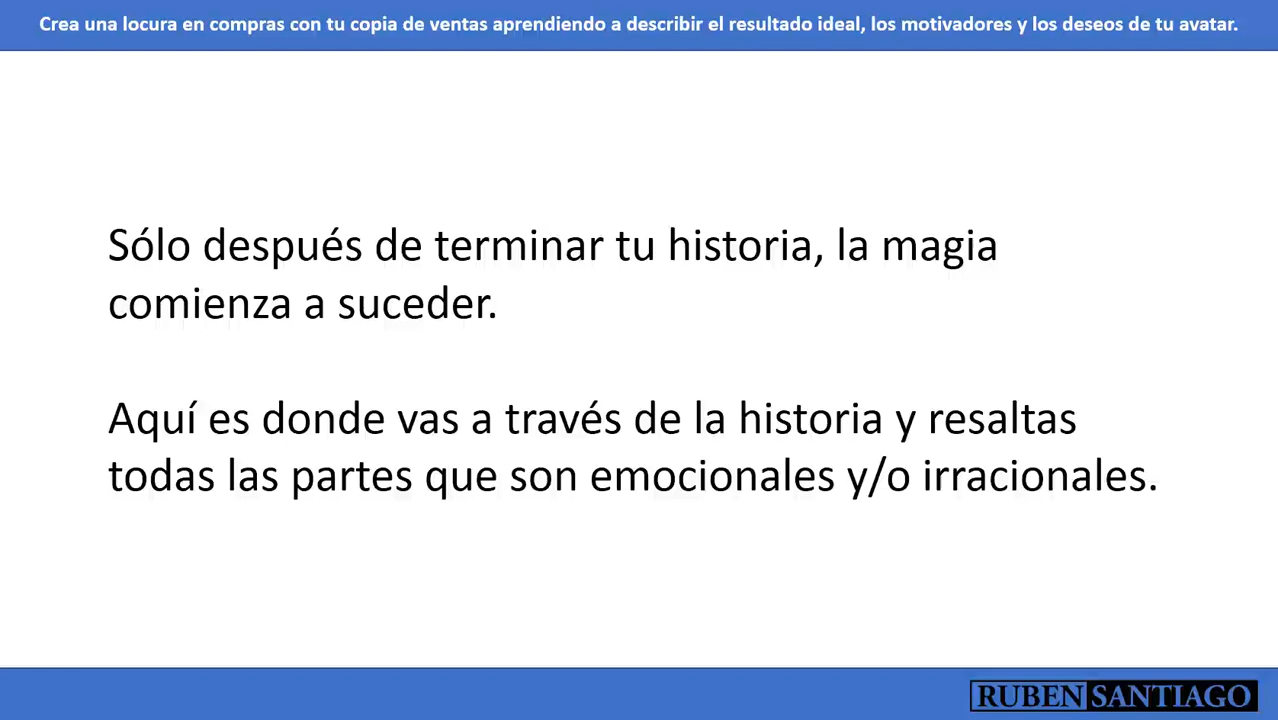 Crea una locura en compras con tu copia de ventas aprendiendo a describir el resultado ideal, los motivadores y los deseos de tu avatar.
Sólo después de terminar tu historia, la magia
comienza a suceder.
Aquí es donde vas a través de la historia y resaltas
todas las partes que son emocionales y/o irracionales.
RUBEN SANTIAGO